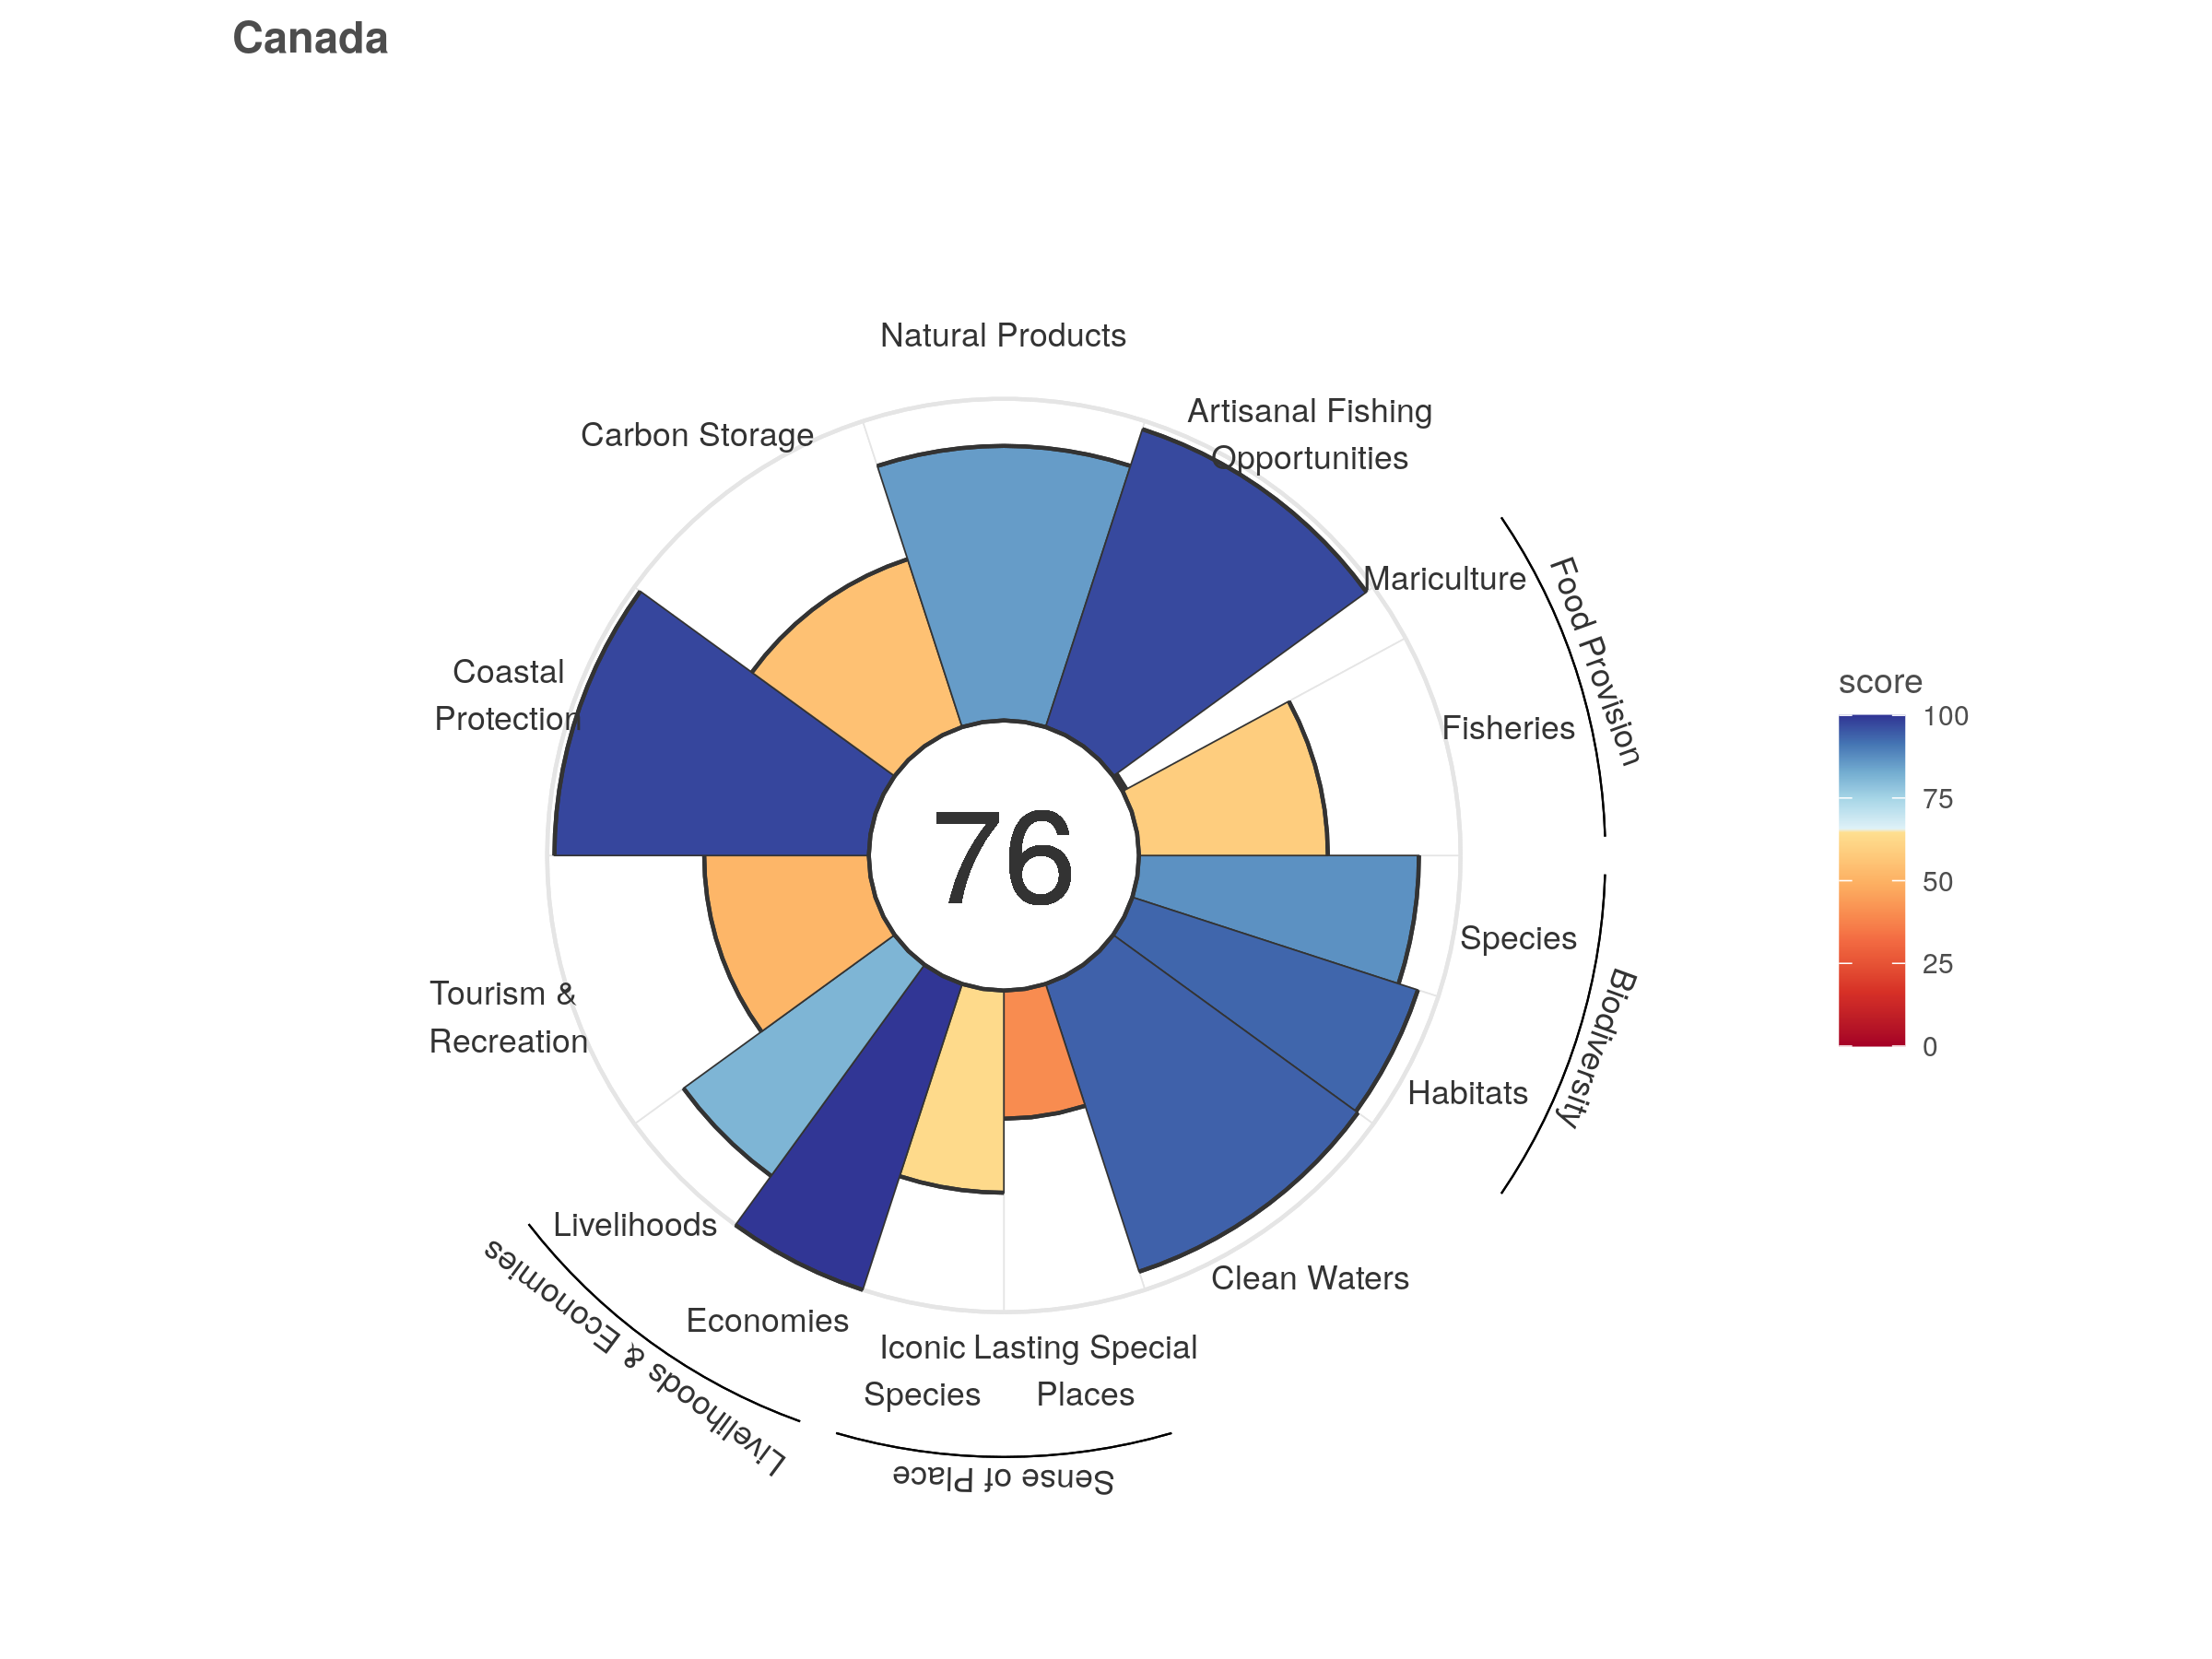 Canada
Natural Products
Artisanal Fishing
Opportunities
Carbon Storage
Mariculture
Food Provision
Fisheries
Coastal
Protection
score
100
75
50
25
0
76
Species
Biodiversity
Habitats
Tourism &
Recreation
Livelihoods
Clean Waters
Economies
Livelihoods & Economies
Iconic
Species
Lasting Special
Places
Sense of Place